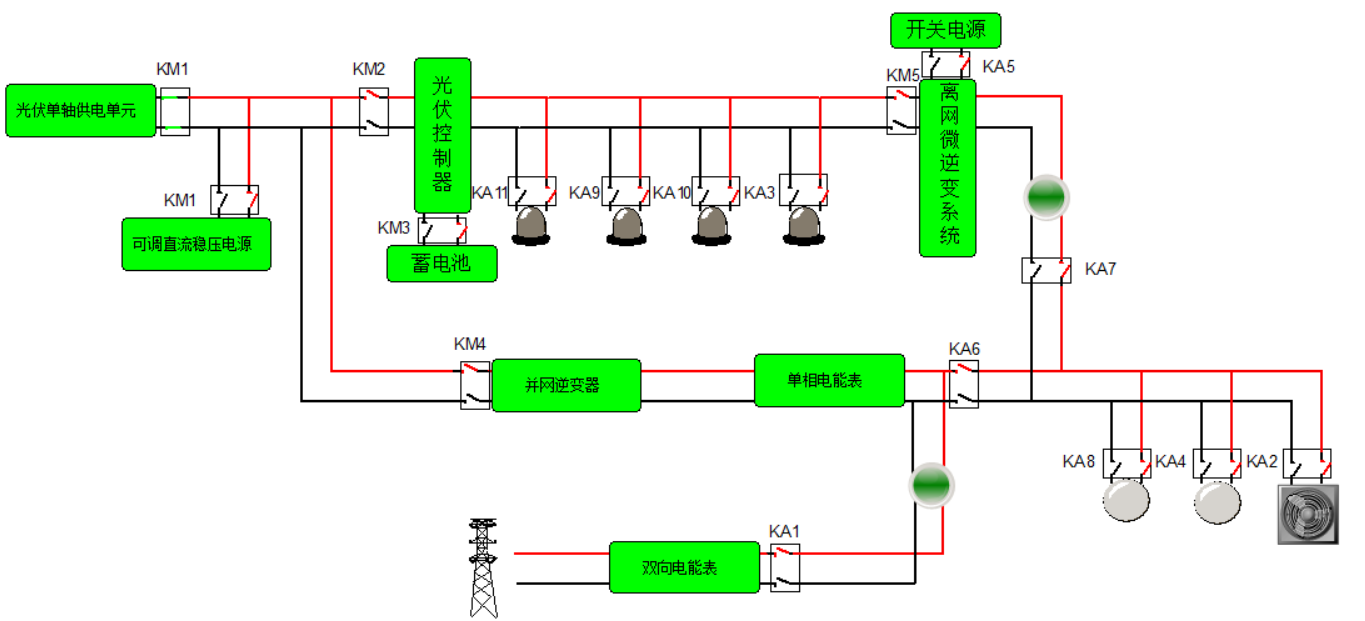 开关电源
KM1
KM2
KM5
KA5
光伏单轴供电单元
光伏控制器
离网微逆变系统
KM1
KA11
KA9
KA10
KA3
KM3
可调直流稳压电源
蓄电池
KA7
KM4
KA6
并网逆变器
单相电能表
KA8
KA4
KA2
KA1
双向电能表